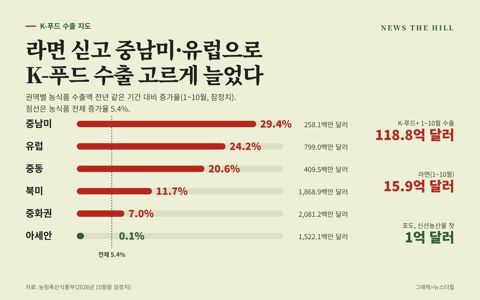 K-푸드 수출 지도
NEWS THE HILL
라면 싣고 중남미·유럽으로
K-푸드 수출 고르게 늘었다
권역별 농식품 수출액 전년 같은 기간 대비 증가율(1~10월, 잠정치).
점선은 농식품 전체 증가율 5.4%.
중남미 29.4% 258.1백만 달러
유럽 24.2% 799.0백만 달러
중동 20.6% 409.5백만 달러
북미 11.7% 1,868.9백만 달러
중화권 7.0% 2,081.2백만 달러
아세안 0.1% 1,522.1백만 달러
전체 5.4%
K-푸드+ 1~10월 수출
118.8억 달러
라면(1~10월)
15.9억 달러
포도, 신선농산물 첫
1억 달러
자료: 농림축산식품부(2026년 10월말 잠정치)
그래픽=뉴스더힐